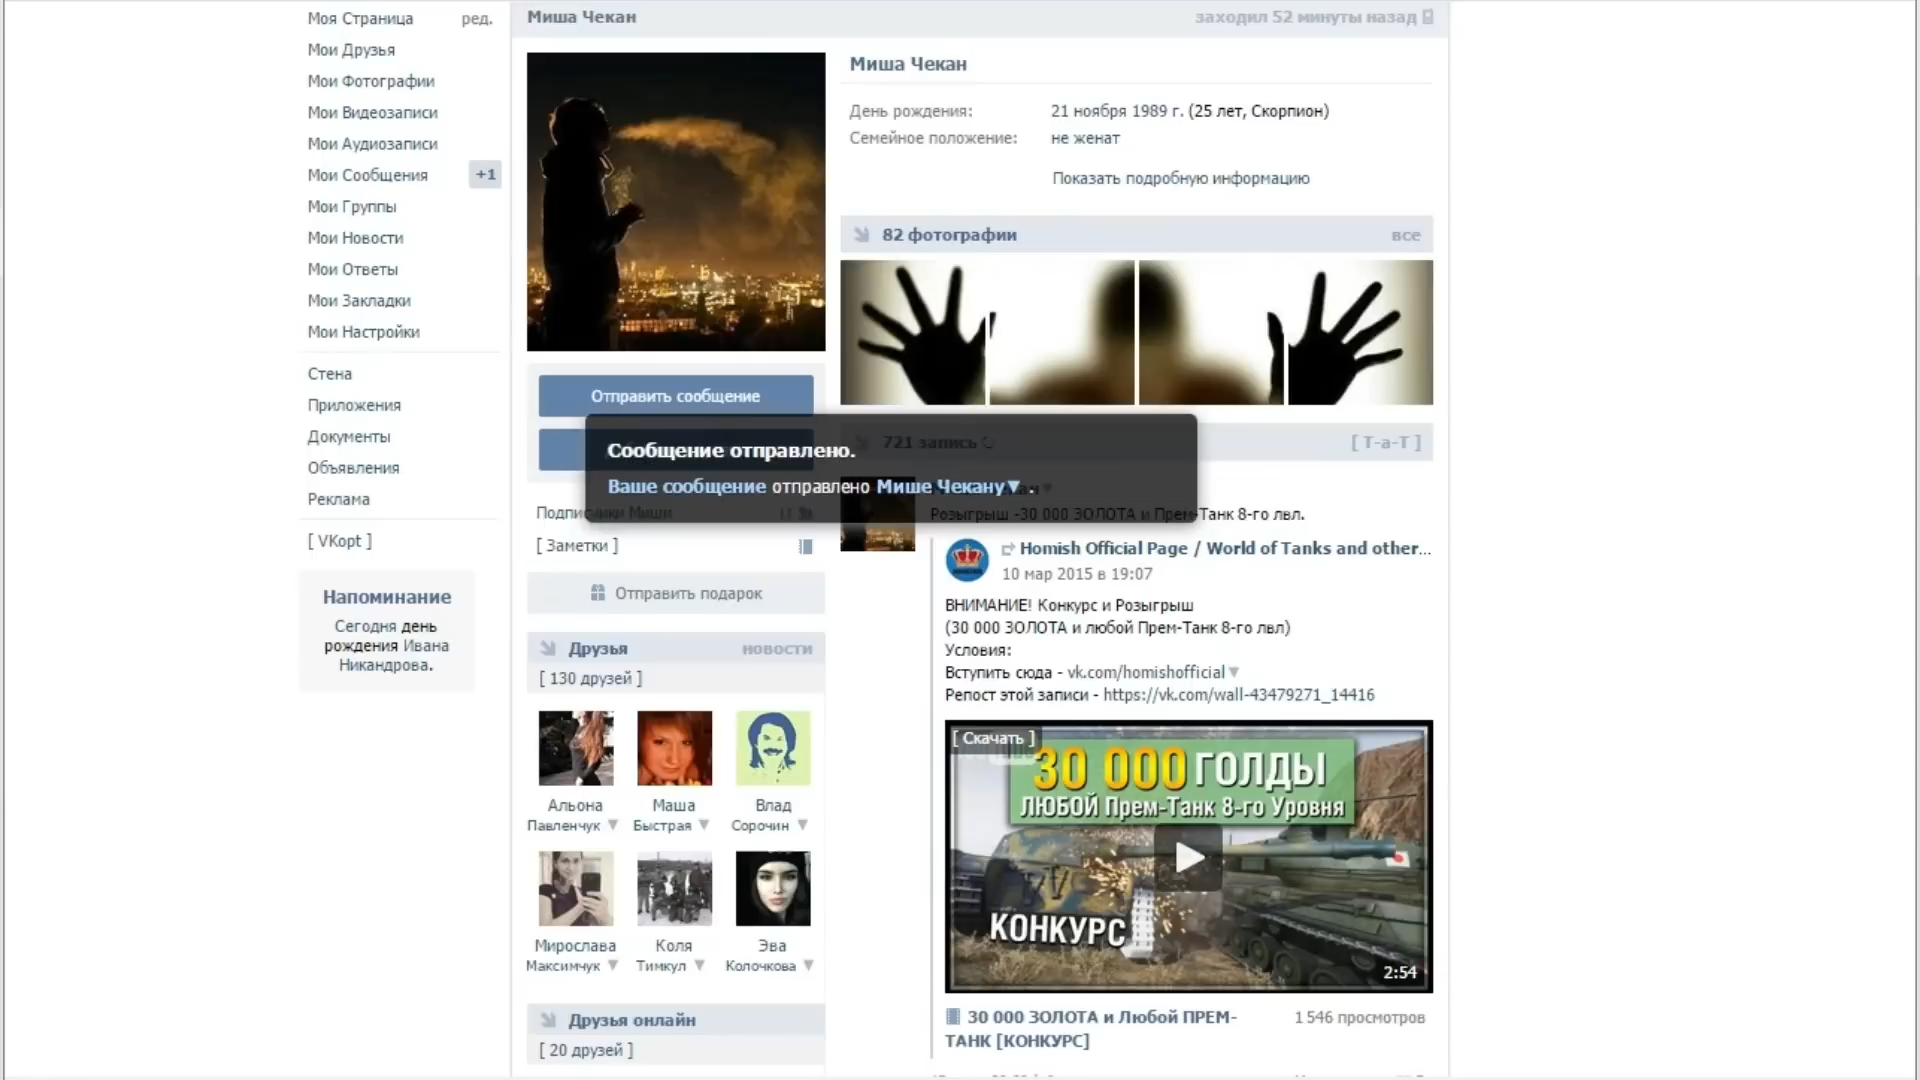 Моя Страница ред.
Мои Друзья
Мои Фотографии
Мои Видеозаписи
Мои Аудиозаписи
Мои Сообщения +1
Мои Группы
Мои Новости
Мои Ответы
Мои Закладки
Мои Настройки
Стена
Приложения
Документы
Объявления
Реклама
[ VKopt ]
Напоминание
Сегодня день
рождения Ивана
Никандрова.
Миша Чекан
заходил 52 минуты назад
Отправить сообщение
Сообщение отправлено.
Ваше сообщение отправлено Мише Чекану▼ .
Подписчики Миши
[ Заметки ]
Отправить подарок
Друзья новости
[ 130 друзей ]
Альона
Павленчук ▼
Маша
Быстрая ▼
Влад
Сорочин ▼
Мирослава
Максимчук ▼
Коля
Тимкул ▼
Эва
Колочкова ▼
Друзья онлайн
[ 20 друзей ]
Миша Чекан
День рождения: 21 ноября 1989 г. (25 лет, Скорпион)
Семейное положение: не женат
Показать подробную информацию
82 фотографии все
721 запись [ Т-а-Т ]
Розыгрыш -30 000 ЗОЛОТА и Прем-Танк 8-го лвл.
Homish Official Page / World of Tanks and other...
10 мар 2015 в 19:07
ВНИМАНИЕ! Конкурс и Розыгрыш
(30 000 ЗОЛОТА и любой Прем-Танк 8-го лвл)
Условия:
Вступить сюда - vk.com/homishofficial ▼
Репост этой записи - https://vk.com/wall-43479271_14416
[ Скачать ]
30 000 ГОЛДЫ
ЛЮБОЙ Прем-Танк 8-го Уровня
КОНКУРС
2:54
30 000 ЗОЛОТА и Любой ПРЕМ-
ТАНК [КОНКУРС]
1 546 просмотров